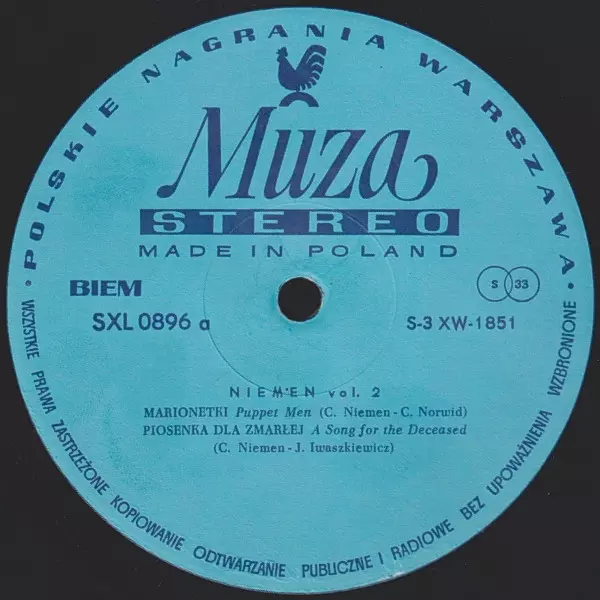 • POLSKIE NAGRANIA WARSZAWA •
Muza
STEREO
MADE IN POLAND
BIEM
S 33
SXL 0896 a
S-3 XW-1851
NIEMEN vol. 2
MARIONETKI Puppet Men (C. Niemen - C. Norwid)
PIOSENKA DLA ZMARŁEJ A Song for the Deceased
(C. Niemen - J. Iwaszkiewicz)
WSZYSTKIE PRAWA ZASTRZEŻONE KOPIOWANIE ODTWARZANIE PUBLICZNE I RADIOWE BEZ UPOWAŻNIENIA WZBRONIONE